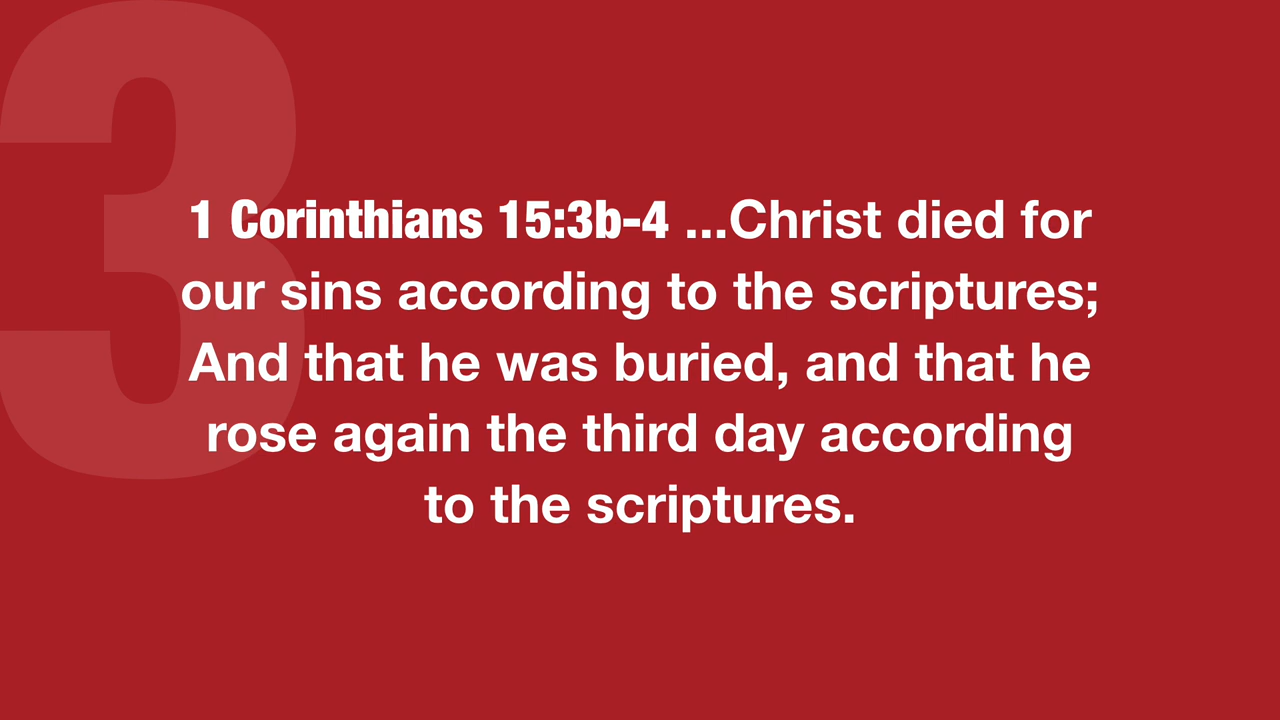 3
1 Corinthians 15:3b-4 ...Christ died for
our sins according to the scriptures;
And that he was buried, and that he
rose again the third day according
to the scriptures.